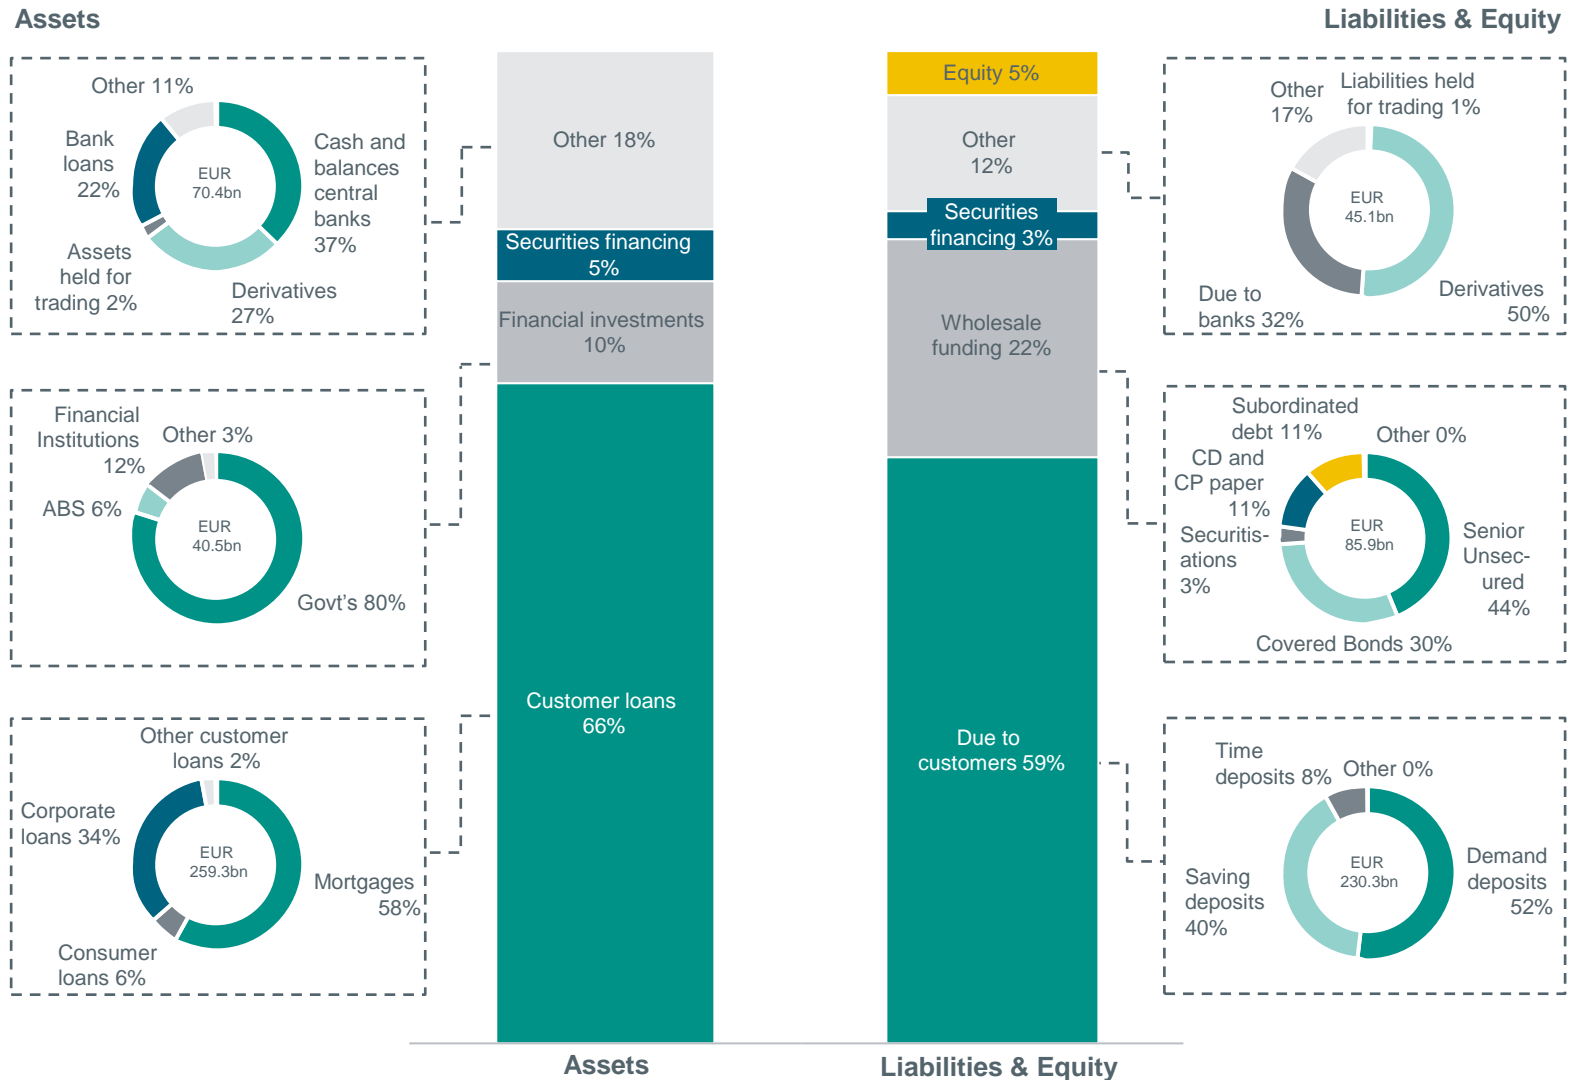 Assets
Liabilities & Equity
Other 11%
Bank
loans
22%
EUR
70.4bn
Cash and
balances
central
banks
37%
Assets
held for
trading 2%
Derivatives
27%
Financial
Institutions
12%
Other 3%
ABS 6%
EUR
40.5bn
Govt's 80%
Other customer
loans 2%
Corporate
loans 34%
EUR
259.3bn
Mortgages
58%
Consumer
loans 6%
Other 18%
Securities financing
5%
Financial investments
10%
Customer loans
66%
Assets
Equity 5%
Other
12%
Securities
financing 3%
Wholesale
funding 22%
Due to
customers 59%
Liabilities & Equity
Other
17%
Liabilities held
for trading 1%
EUR
45.1bn
Due to
banks 32%
Derivatives
50%
Subordinated
debt 11%
Other 0%
CD and
CP paper
11%
Securitis-
ations
3%
EUR
85.9bn
Senior
Unsec-
ured
44%
Covered Bonds 30%
Time
deposits 8%
Other 0%
Saving
deposits
40%
EUR
230.3bn
Demand
deposits
52%